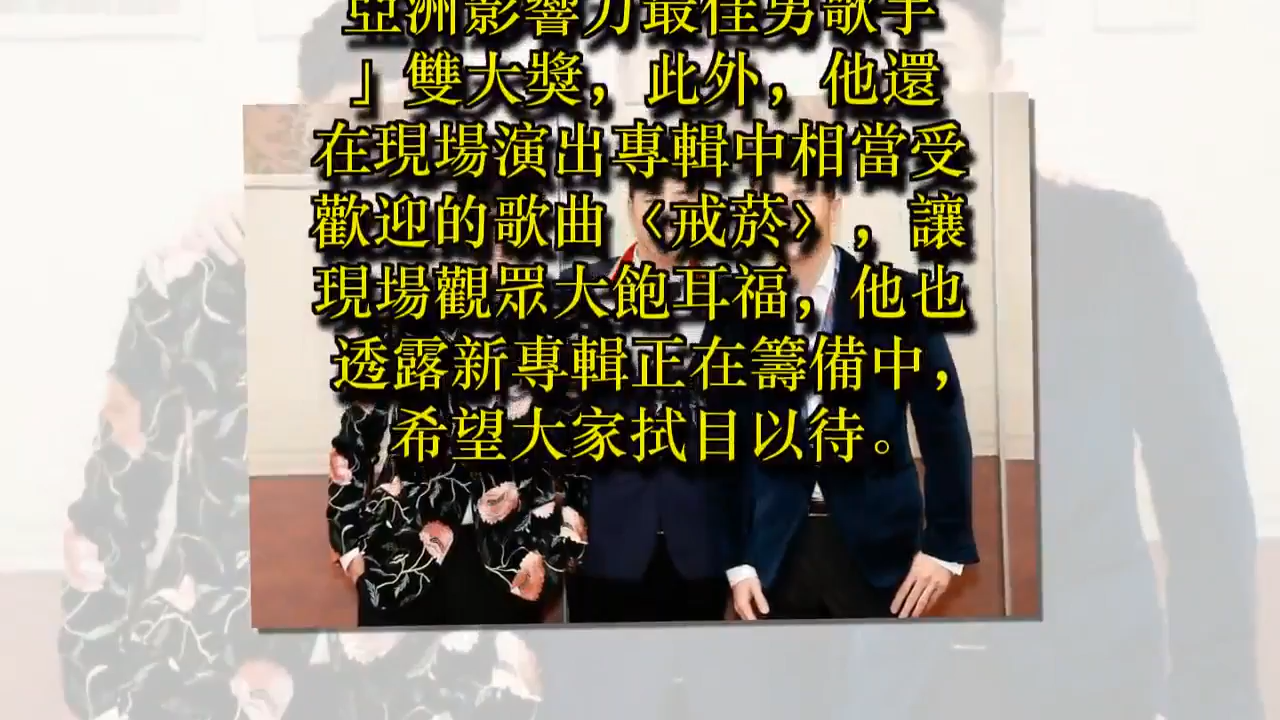 亞洲影響力最佳男歌手
」雙大獎，此外，他還
在現場演出專輯中相當受
歡迎的歌曲〈戒菸〉，讓
現場觀眾大飽耳福，他也
透露新專輯正在籌備中，
希望大家拭目以待。